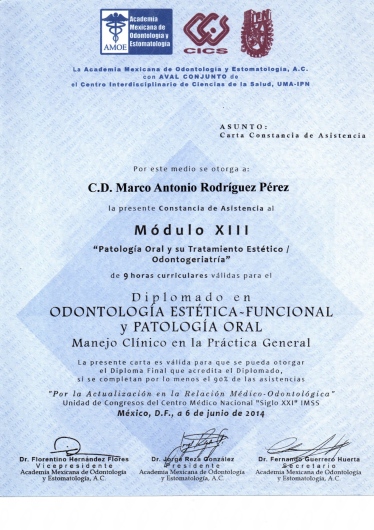 Academia
Mexicana de
Odontología y
Estomatología
AMOE
CICS
La Academia Mexicana de Odontología y Estomatología, A.C.
con AVAL CONJUNTO de
el Centro Interdisciplinario de Ciencias de la Salud, UMA-IPN
ASUNTO:
Carta Constancia de Asistencia
Por este medio se otorga a:
C.D. Marco Antonio Rodríguez Pérez
la presente Constancia de Asistencia al
Módulo XIII
"Patología Oral y su Tratamiento Estético /
Odontogeriatría"
de 9 horas curriculares válidas para el
Diplomado en
ODONTOLOGÍA ESTÉTICA-FUNCIONAL
y PATOLOGÍA ORAL
Manejo Clínico en la Práctica General
La presente carta es válida para que se pueda otorgar
el Diploma Final que acredita el Diplomado,
si se completan por lo menos el 90% de las asistencias
"Por la Actualización en la Relación Médico-Odontológica"
Unidad de Congresos del Centro Médico Nacional "Siglo XXI" IMSS
México, D.F., a 6 de junio de 2014
Dr. Florentino Hernández Flores
Vicepresidente
Academia Mexicana de Odontología
y Estomatología, A.C.
Dr. Jorge Reza González
Presidente
Academia Mexicana de Odontología
y Estomatología, A.C.
Dr. Fernando Guerrero Huerta
Secretario
Academia Mexicana de Odontología
y Estomatología, A.C.